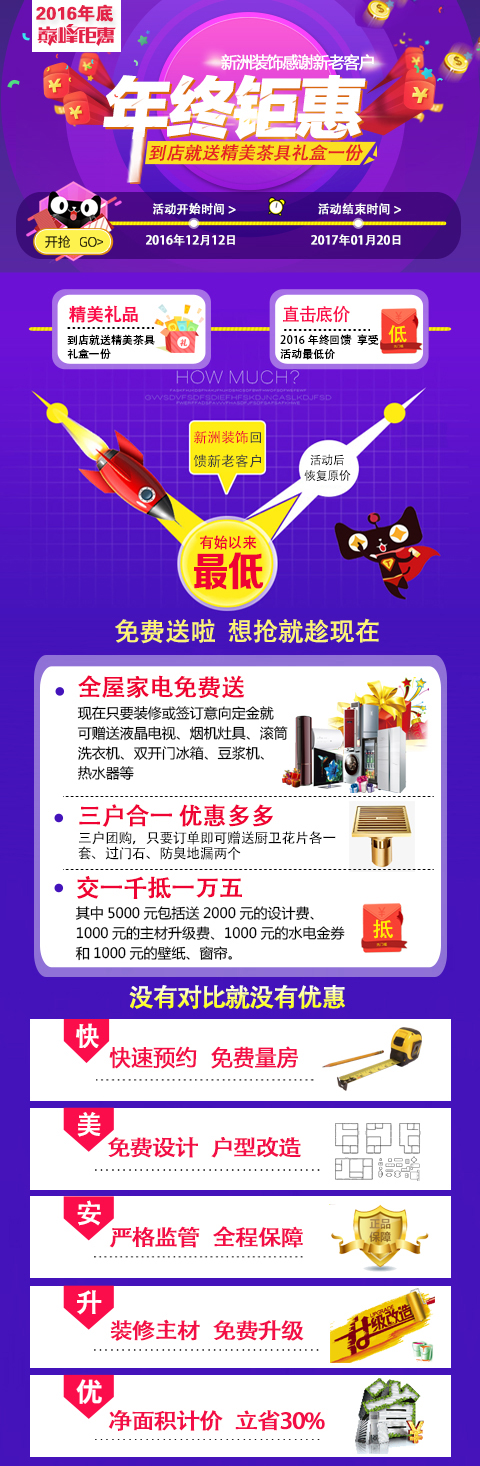 2016年底
巅峰钜惠
新洲装饰感谢新老客户
年终钜惠
到店就送精美茶具礼盒一份
活动开始时间 >
活动结束时间 >
开抢 GO>
2016年12月12日
2017年01月20日
精美礼品
到店就送精美茶具
礼盒一份
直击底价
2016 年终回馈 享受
活动最低价
低
HOW MUCH?
新洲装饰回
馈新老客户
活动后
恢复原价
有始以来
最低
免费送啦 想抢就趁现在
全屋家电免费送
现在只要装修或签订意向定金就
可赠送液晶电视、烟机灶具、滚筒
洗衣机、双开门冰箱、豆浆机、
热水器等
三户合一 优惠多多
三户团购，只要订单即可赠送厨卫花片各一
套、过门石、防臭地漏两个
交一千抵一万五
其中 5000 元包括送 2000 元的设计费、
1000 元的主材升级费、1000 元的水电金券
和 1000 元的壁纸、窗帘。
抵
没有对比就没有优惠
快
快速预约 免费量房
美
免费设计 户型改造
安
严格监管 全程保障
正品
保障
升
装修主材 免费升级
UPGRADE
升级改造
优
净面积计价 立省30%
省